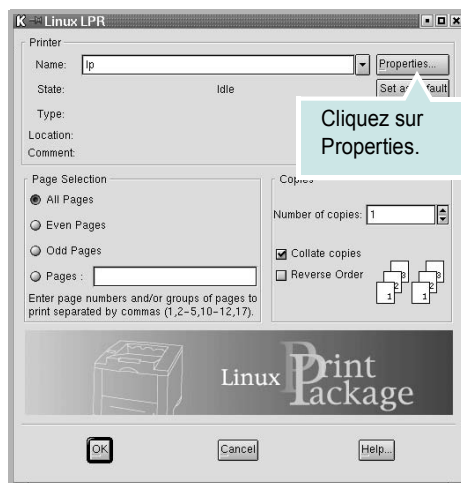 Linux LPR
Printer
Name: lp Properties...
State: Idle Set as
Type:
Location:
Comment:
Cliquez sur
Properties.
Page Selection
All Pages
Even Pages
Odd Pages
Pages :
Enter page numbers and/or groups of pages to
print separated by commas (1,2-5,10-12,17).
Copies
Number of copies: 1
Collate copies
Reverse Order
Linux Print
Package
OK Cancel Help...